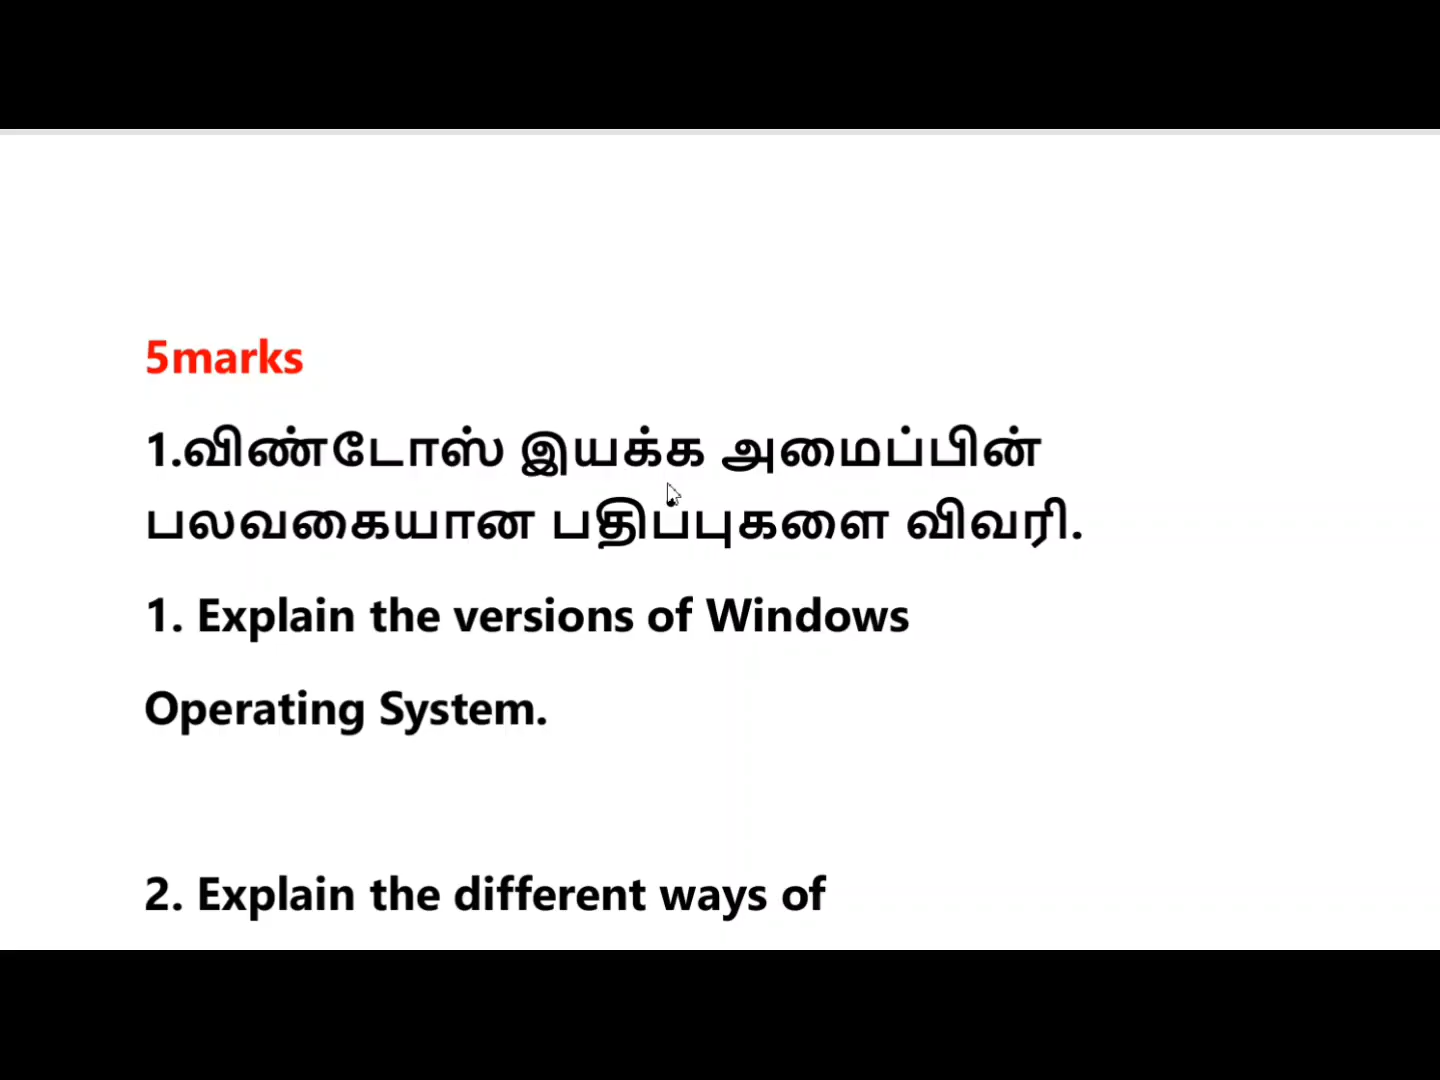 5marks
1.விண்டோஸ் இயக்க அமைப்பின்
பலவகையான பதிப்புகளை விவரி.
1. Explain the versions of Windows
Operating System.
2. Explain the different ways of